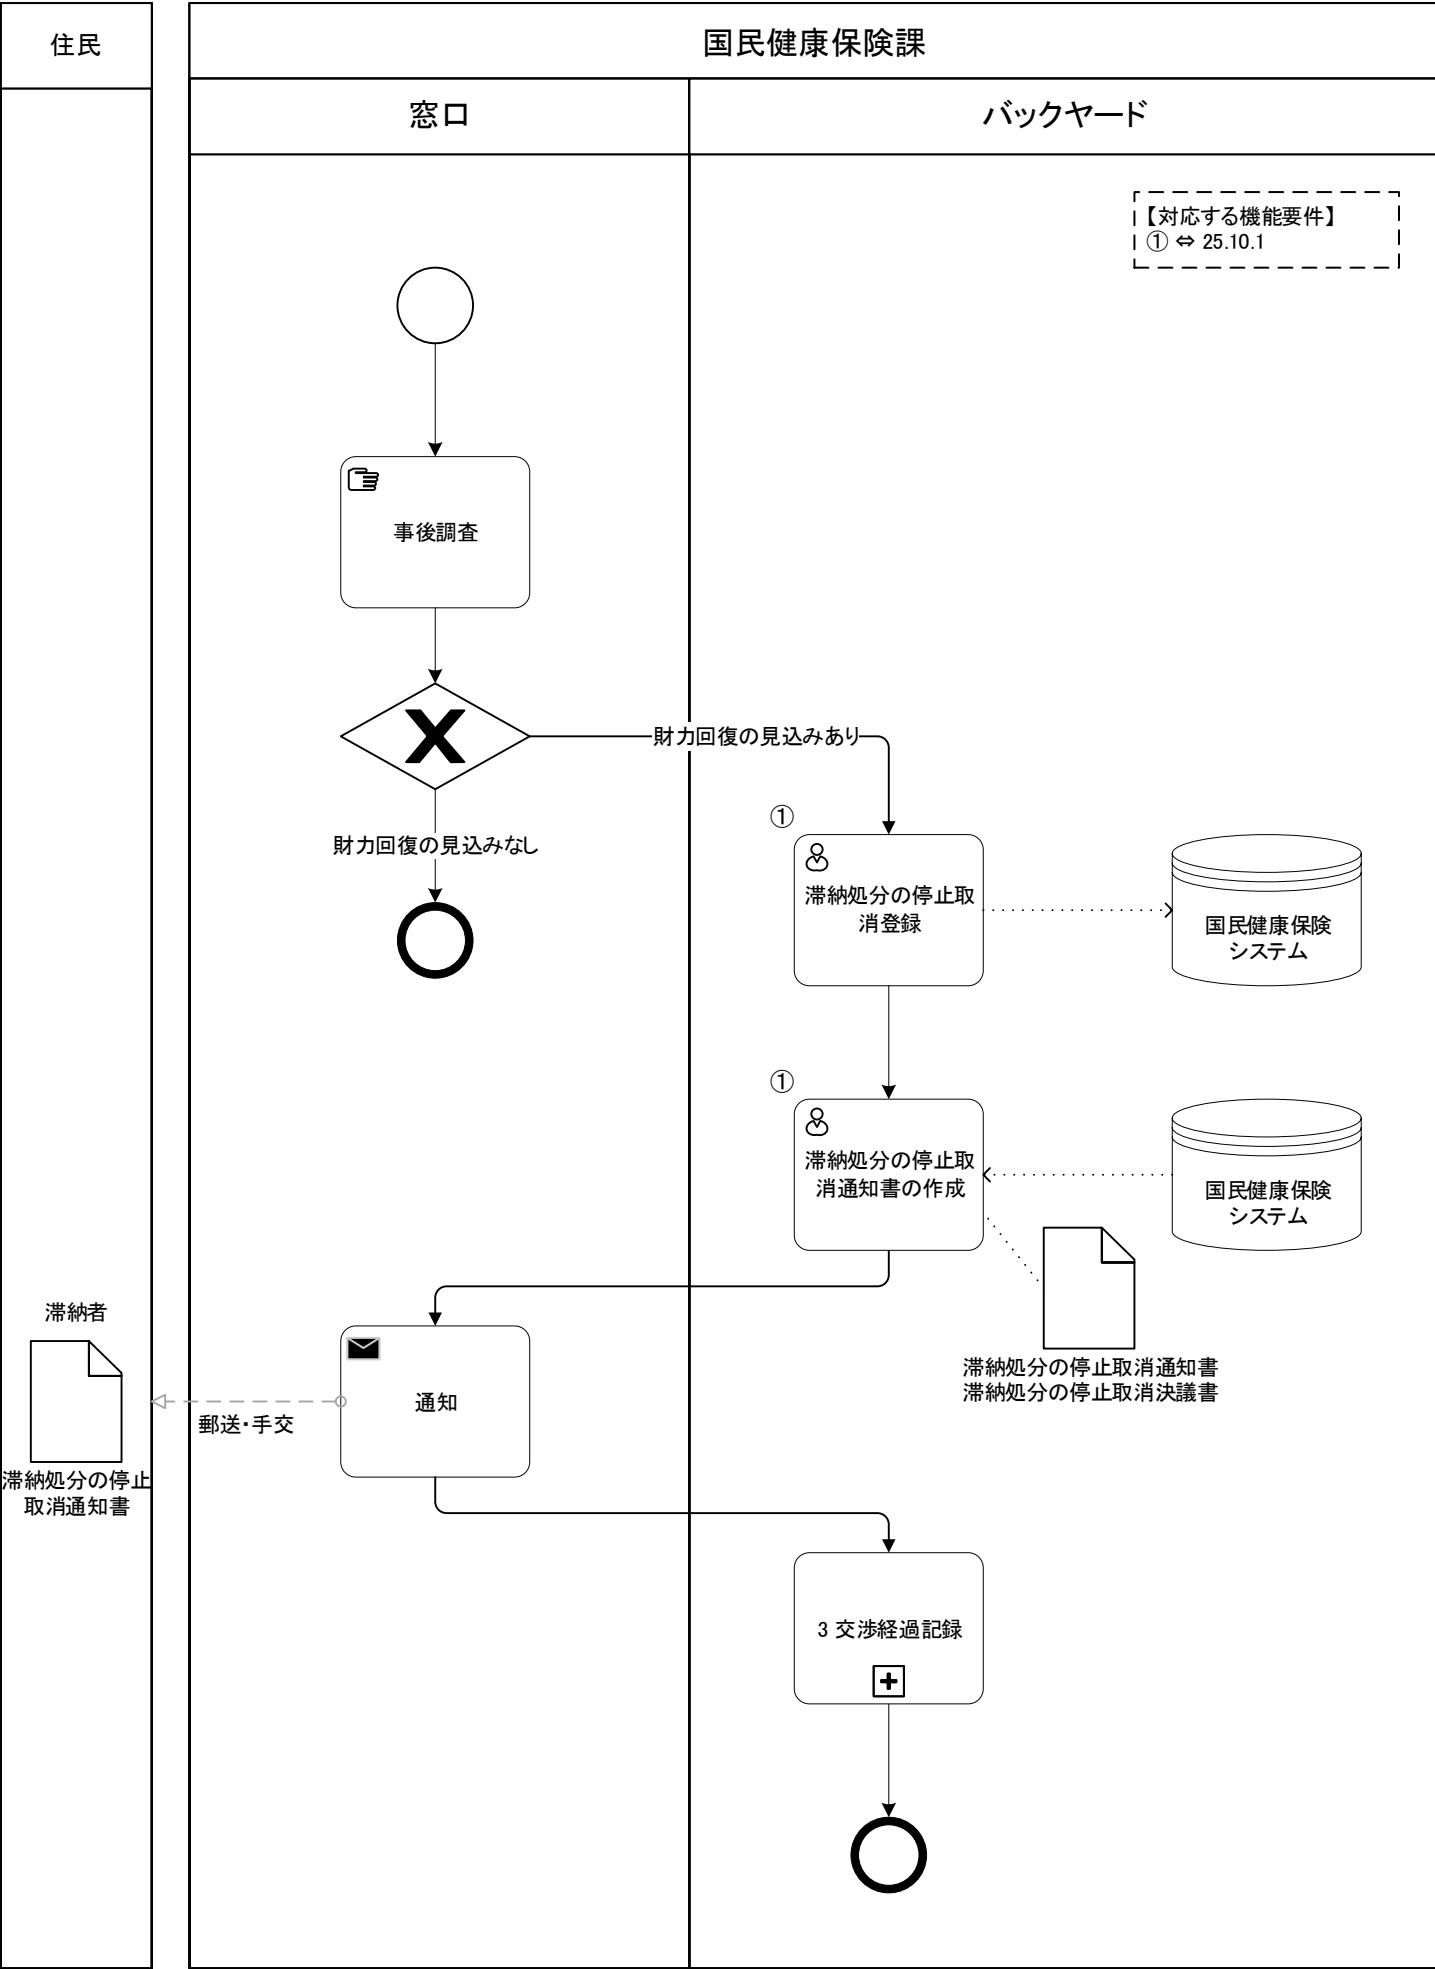 住民
国民健康保険課
窓口
バックヤード
【対応する機能要件】
① ⇔ 25.10.1
事後調査
財力回復の見込みあり
財力回復の見込みなし
①
滞納処分の停止取
消登録
国民健康保険
システム
①
滞納処分の停止取
消通知書の作成
国民健康保険
システム
滞納処分の停止取消通知書
滞納処分の停止取消決議書
滞納者
滞納処分の停止
取消通知書
郵送・手交
通知
3 交渉経過記録